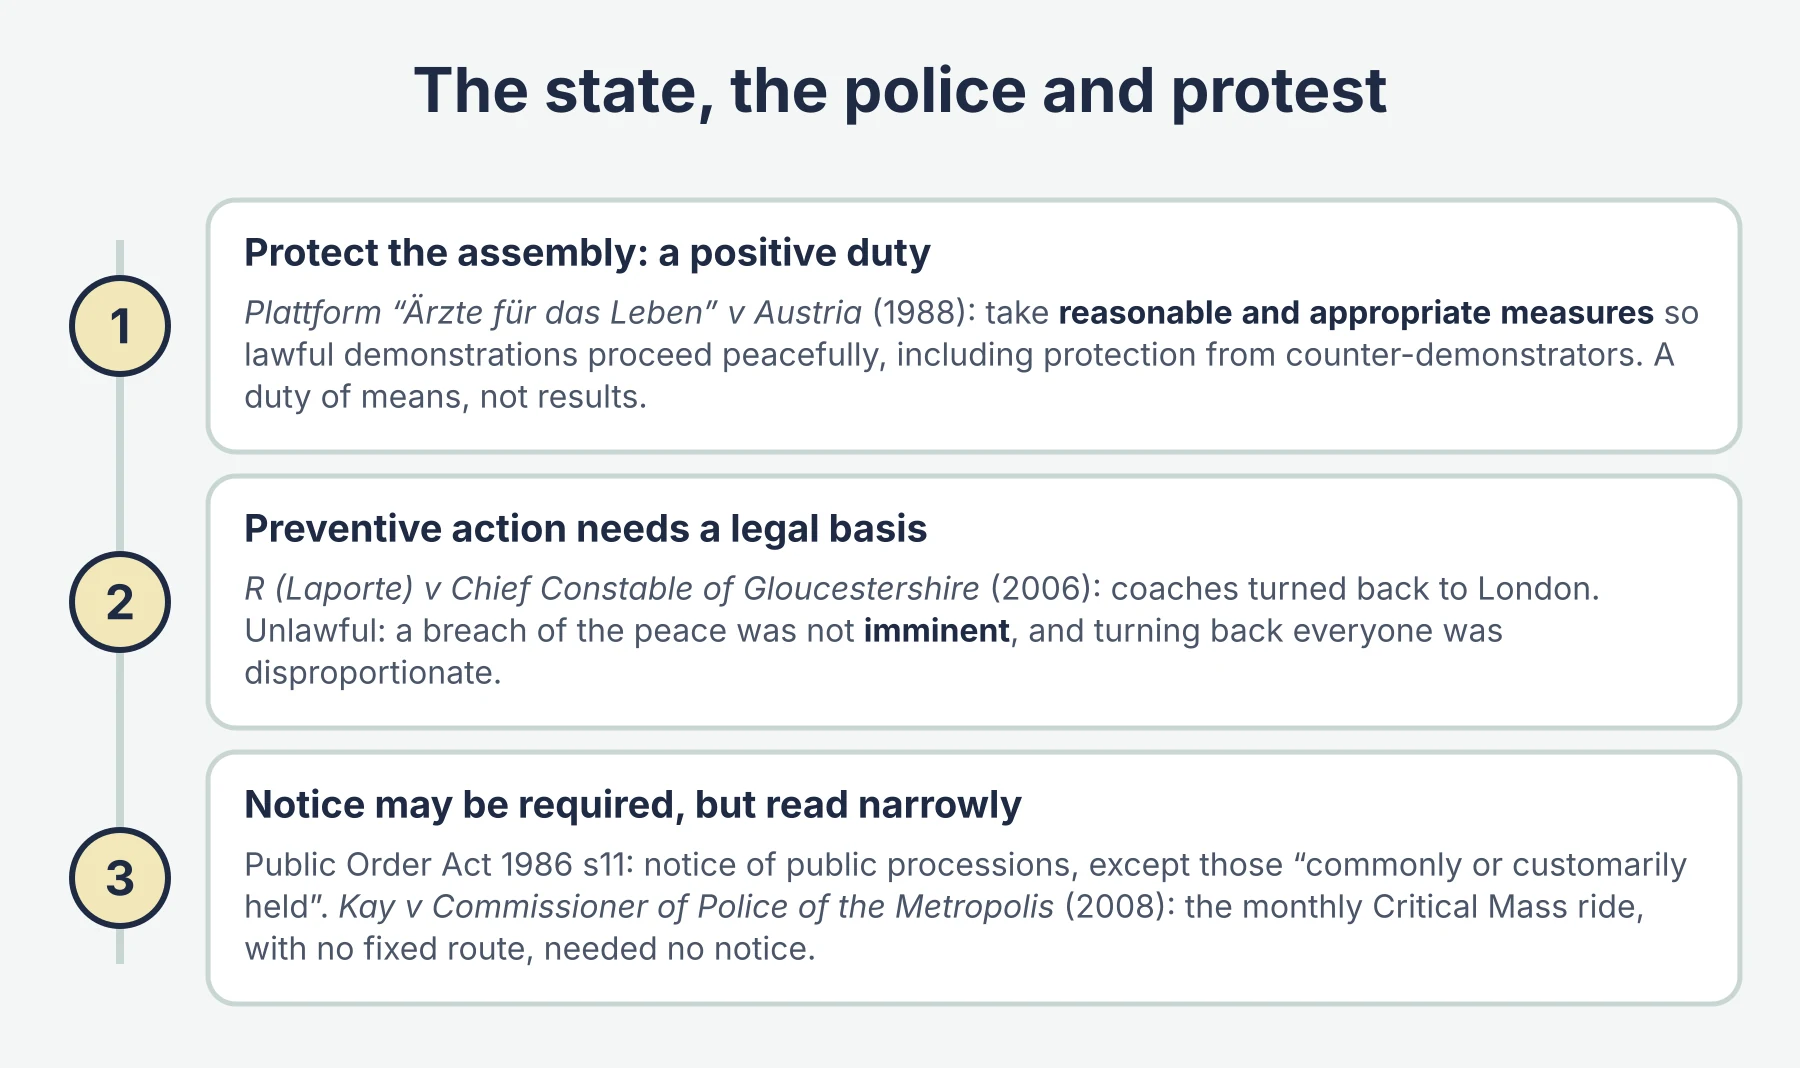 The state, the police and protest
1
Protect the assembly: a positive duty
Plattform “Ärzte für das Leben” v Austria (1988): take reasonable and appropriate measures so
lawful demonstrations proceed peacefully, including protection from counter-demonstrators. A
duty of means, not results.
2
Preventive action needs a legal basis
R (Laporte) v Chief Constable of Gloucestershire (2006): coaches turned back to London.
Unlawful: a breach of the peace was not imminent, and turning back everyone was
disproportionate.
3
Notice may be required, but read narrowly
Public Order Act 1986 s11: notice of public processions, except those “commonly or customarily
held”. Kay v Commissioner of Police of the Metropolis (2008): the monthly Critical Mass ride,
with no fixed route, needed no notice.